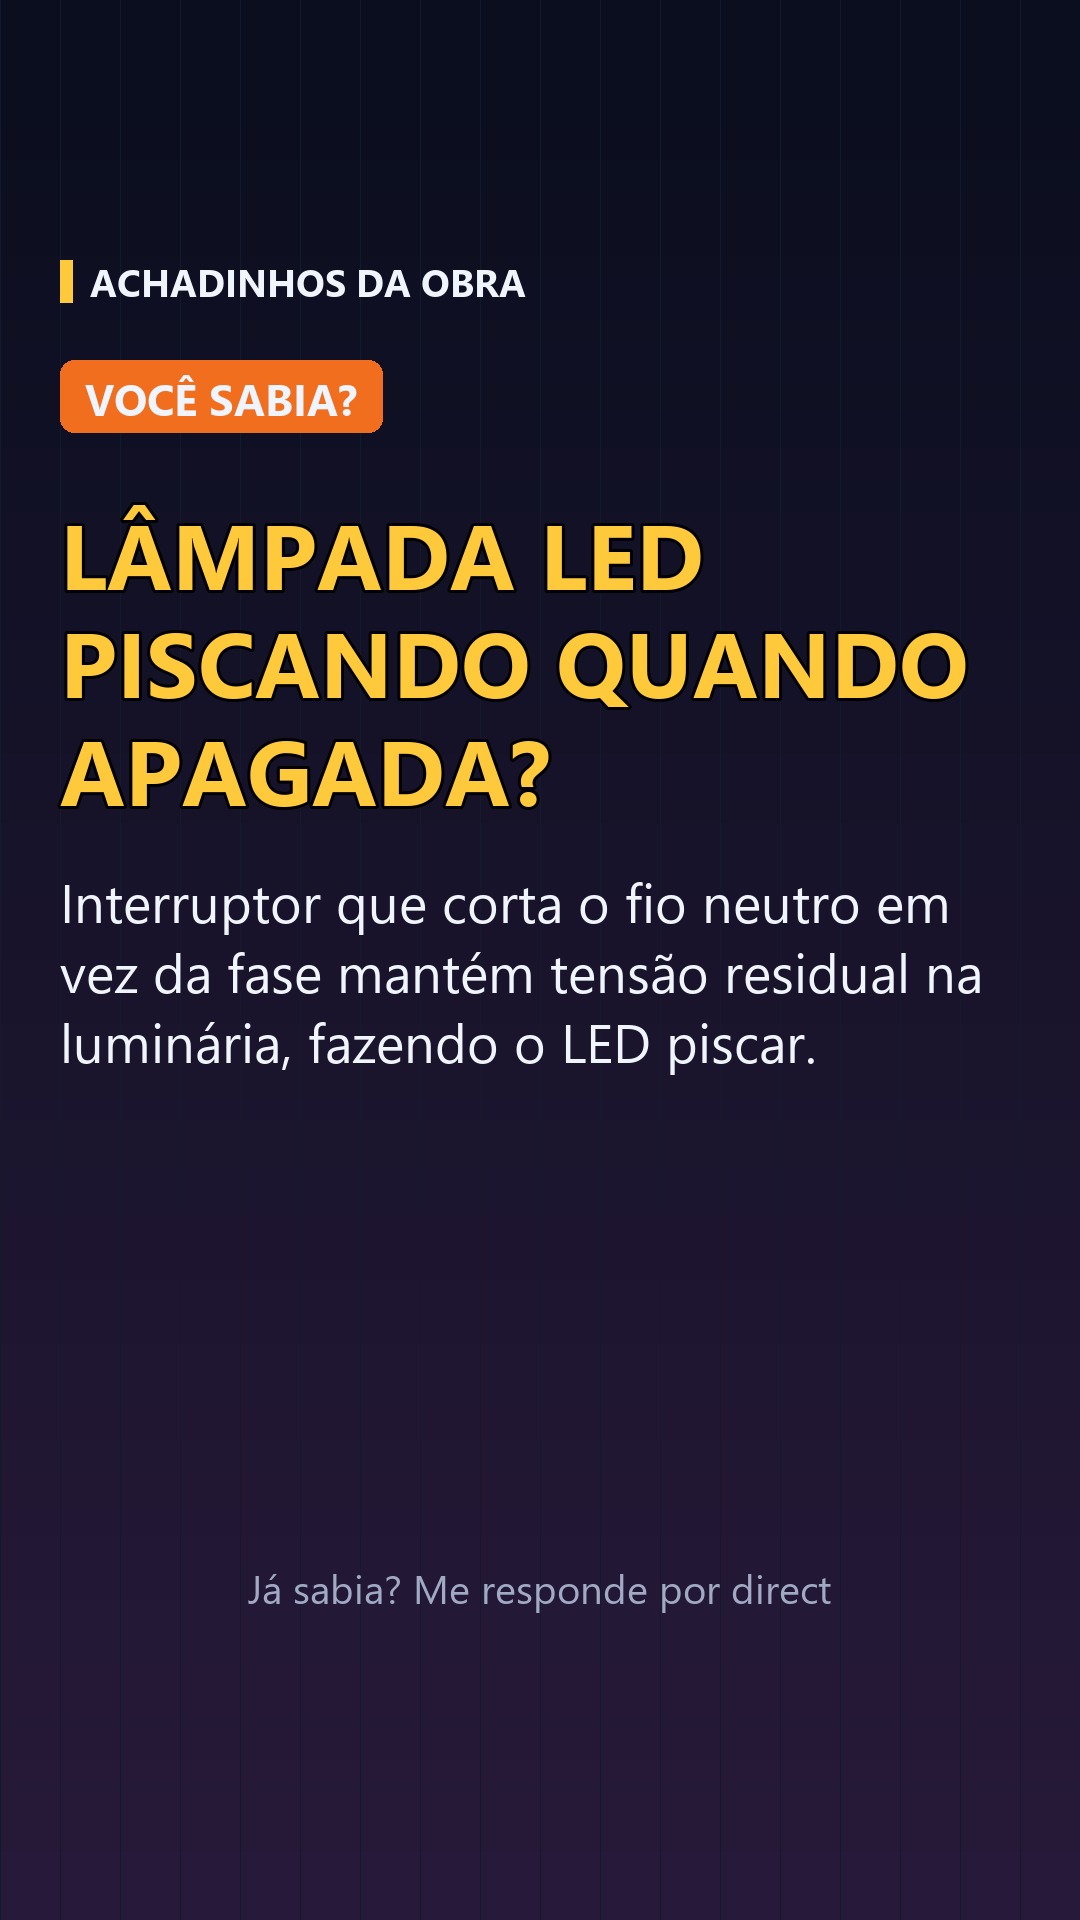 ACHADINHOS DA OBRA
VOCÊ SABIA?
LÂMPADA LED
PISCANDO QUANDO
APAGADA?
Interruptor que corta o fio neutro em
vez da fase mantém tensão residual na
luminária, fazendo o LED piscar.
Já sabia? Me responde por direct